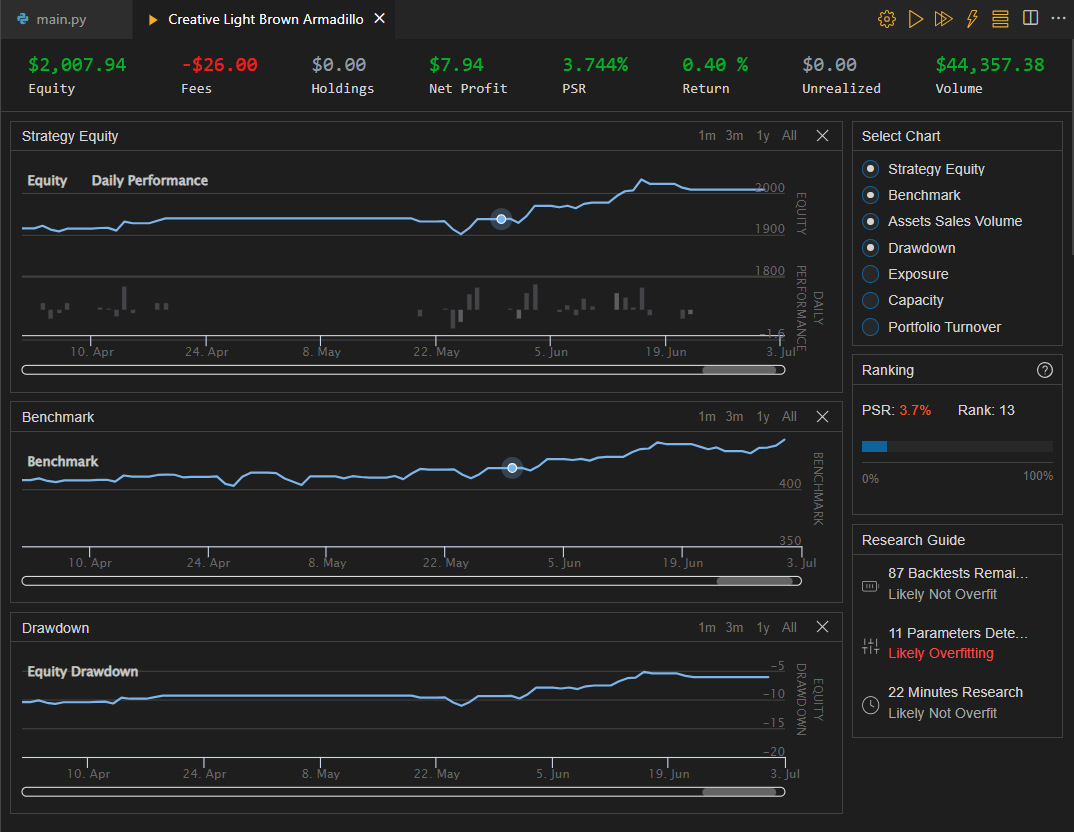 main.py
Creative Light Brown Armadillo
$2,007.94 -$26.00 $0.00 $7.94 3.744% 0.40 % $0.00 $44,357.38
Equity Fees Holdings Net Profit PSR Return Unrealized Volume
Strategy Equity 1m 3m 1y All
Equity Daily Performance
2000
1900
1800
-1.6
EQUITY
DAILY
PERFORMANCE
10. Apr 24. Apr 8. May 22. May 5. Jun 19. Jun 3. Jul
Benchmark 1m 3m 1y All
Benchmark
400
350
BENCHMARK
10. Apr 24. Apr 8. May 22. May 5. Jun 19. Jun 3. Jul
Drawdown 1m 3m 1y All
Equity Drawdown
-5
-10
-15
-20
EQUITY
DRAWDOWN
10. Apr 24. Apr 8. May 22. May 5. Jun 19. Jun 3. Jul
Select Chart
Strategy Equity
Benchmark
Assets Sales Volume
Drawdown
Exposure
Capacity
Portfolio Turnover
Ranking ?
PSR: 3.7% Rank: 13
0% 100%
Research Guide
87 Backtests Remai...
Likely Not Overfit
11 Parameters Dete...
Likely Overfitting
22 Minutes Research
Likely Not Overfit